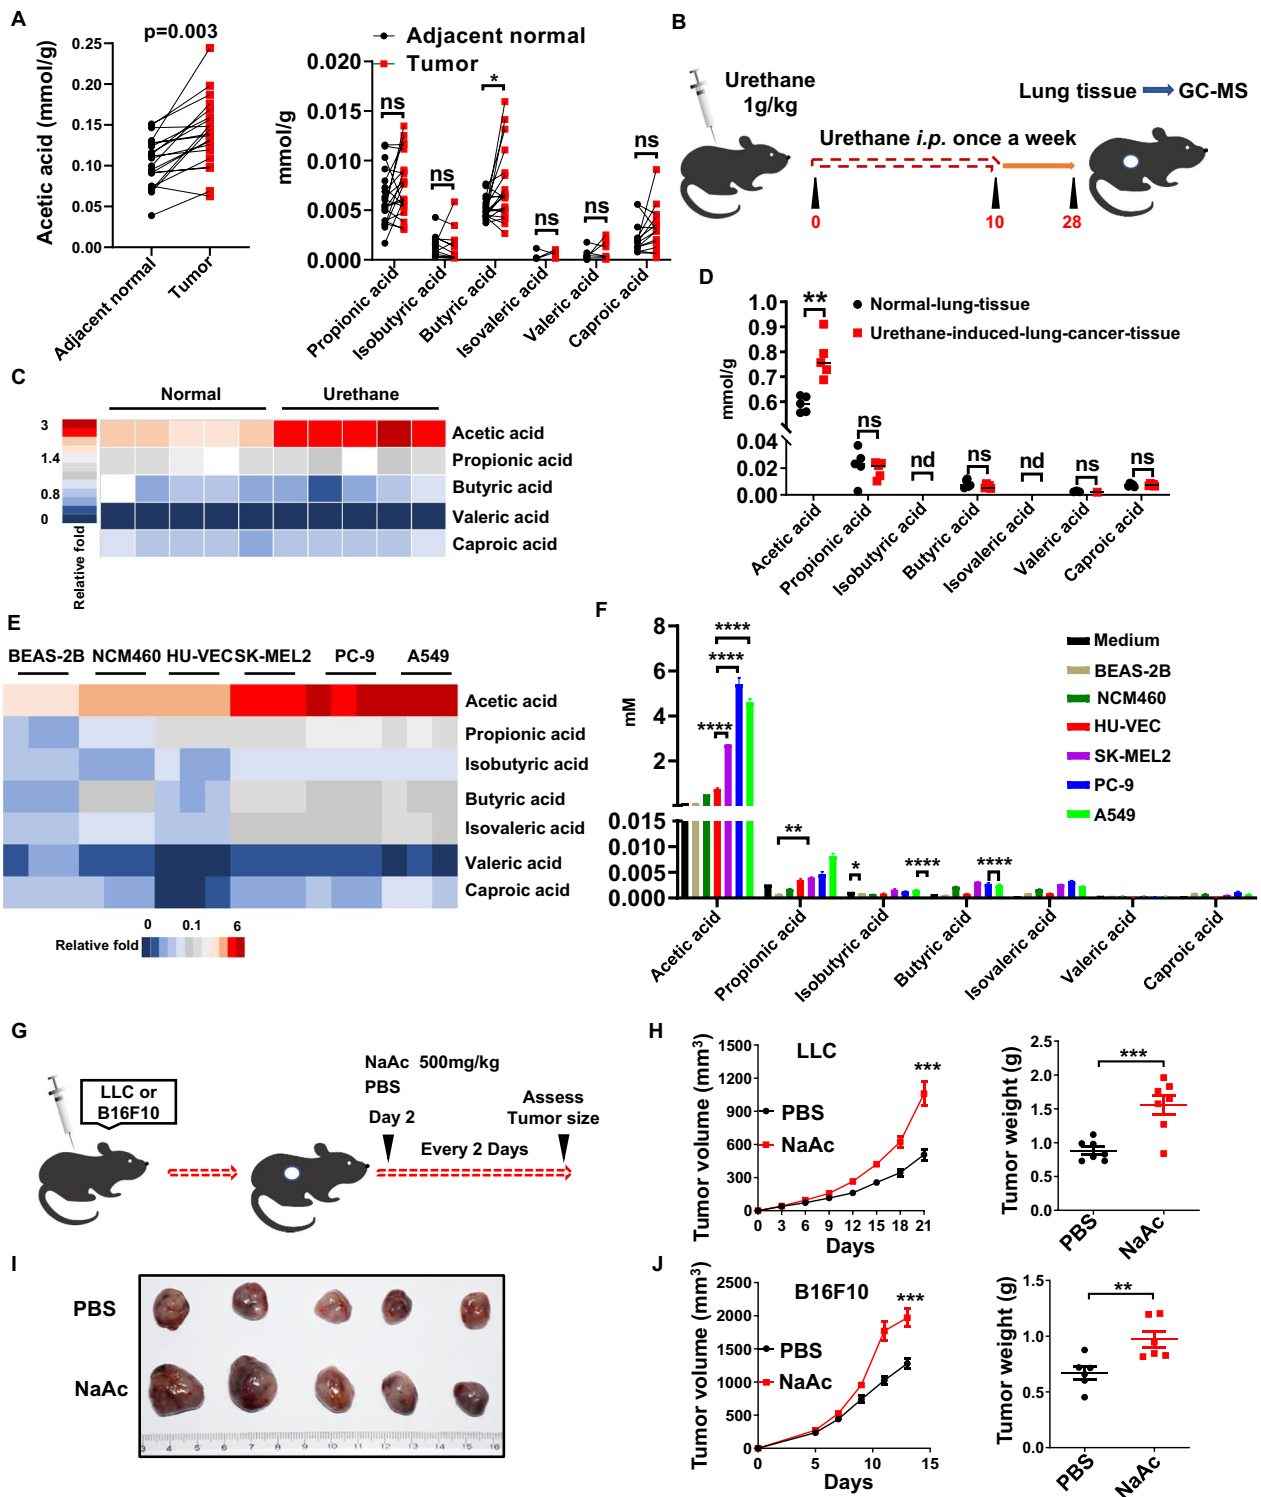 A
p=0.003
Acetic acid (mmol/g)
0.25
0.20
0.15
0.10
0.05
0.00
Adjacent normal
Tumor
Adjacent normal
Tumor
mmol/g
0.020
0.015
0.010
0.005
0.000
ns
ns
*
ns
ns
ns
Propionic acid
Isobutyric acid
Butyric acid
Isovaleric acid
Valeric acid
Caproic acid
B
Urethane
1g/kg
Lung tissue
GC-MS
Urethane i.p. once a week
0
10
28
C
Normal
Urethane
3
1.4
0.8
0
Relative fold
Acetic acid
Propionic acid
Butyric acid
Valeric acid
Caproic acid
D
Normal-lung-tissue
Urethane-induced-lung-cancer-tissue
mmol/g
1.0
0.9
0.8
0.7
0.6
0.04
0.02
0.00
**
ns
nd
ns
nd
ns
ns
Acetic acid
Propionic acid
Isobutyric acid
Butyric acid
Isovaleric acid
Valeric acid
Caproic acid
E
BEAS-2B NCM460 HU-VEC SK-MEL2 PC-9 A549
Acetic acid
Propionic acid
Isobutyric acid
Butyric acid
Isovaleric acid
Valeric acid
Caproic acid
0 0.1 6
Relative fold
F
mM
8
6
4
2
0.015
0.010
0.005
0.000
****
****
****
**
*
****
****
Medium
BEAS-2B
NCM460
HU-VEC
SK-MEL2
PC-9
A549
Acetic acid
Propionic acid
Isobutyric acid
Butyric acid
Isovaleric acid
Valeric acid
Caproic acid
G
LLC or
B16F10
NaAc 500mg/kg
PBS
Day 2
Every 2 Days
Assess
Tumor size
H
LLC
Tumor volume (mm³)
1500
1200
900
600
300
0
PBS
NaAc
***
0 3 6 9 12 15 18 21
Days
Tumor weight (g)
2.5
2.0
1.5
1.0
0.5
0.0
***
PBS
NaAc
I
PBS
NaAc
3 4 5 6 7 8 9 10 11 12 13 14 15 16
J
B16F10
Tumor volume (mm³)
2500
2000
1500
1000
500
0
PBS
NaAc
***
0 5 10 15
Days
Tumor weight (g)
1.5
1.0
0.5
0.0
**
PBS
NaAc